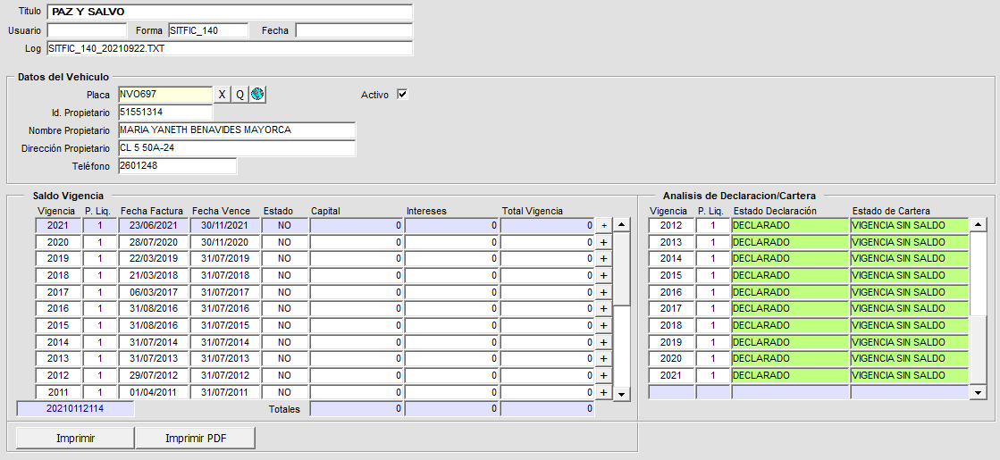 Titulo PAZ Y SALVO
Usuario Forma SITFIC_140 Fecha
Log SITFIC_140_20210922.TXT
Datos del Vehiculo
Placa NVO697 X Q Activo
Id. Propietario 51551314
Nombre Propietario MARIA YANETH BENAVIDES MAYORCA
Dirección Propietario CL 5 50A-24
Teléfono 2601248
Saldo Vigencia
Vigencia P. Liq. Fecha Factura Fecha Vence Estado Capital Intereses Total Vigencia
2021 1 23/06/2021 30/11/2021 NO 0 0 0 +
2020 1 28/07/2020 30/11/2020 NO 0 0 0 +
2019 1 22/03/2019 31/07/2019 NO 0 0 0 +
2018 1 21/03/2018 31/07/2018 NO 0 0 0 +
2017 1 06/03/2017 31/07/2017 NO 0 0 0 +
2016 1 31/08/2016 31/07/2016 NO 0 0 0 +
2015 1 31/08/2016 31/07/2015 NO 0 0 0 +
2014 1 31/07/2014 31/07/2014 NO 0 0 0 +
2013 1 31/07/2013 31/07/2013 NO 0 0 0 +
2012 1 29/07/2012 31/07/2012 NO 0 0 0 +
2011 1 01/04/2011 31/07/2011 NO 0 0 0 +
20210112114 Totales 0 0 0
Imprimir Imprimir PDF
Analisis de Declaracion/Cartera
Vigencia P. Liq. Estado Declaración Estado de Cartera
2012 1 DECLARADO VIGENCIA SIN SALDO
2013 1 DECLARADO VIGENCIA SIN SALDO
2014 1 DECLARADO VIGENCIA SIN SALDO
2015 1 DECLARADO VIGENCIA SIN SALDO
2016 1 DECLARADO VIGENCIA SIN SALDO
2017 1 DECLARADO VIGENCIA SIN SALDO
2018 1 DECLARADO VIGENCIA SIN SALDO
2019 1 DECLARADO VIGENCIA SIN SALDO
2020 1 DECLARADO VIGENCIA SIN SALDO
2021 1 DECLARADO VIGENCIA SIN SALDO